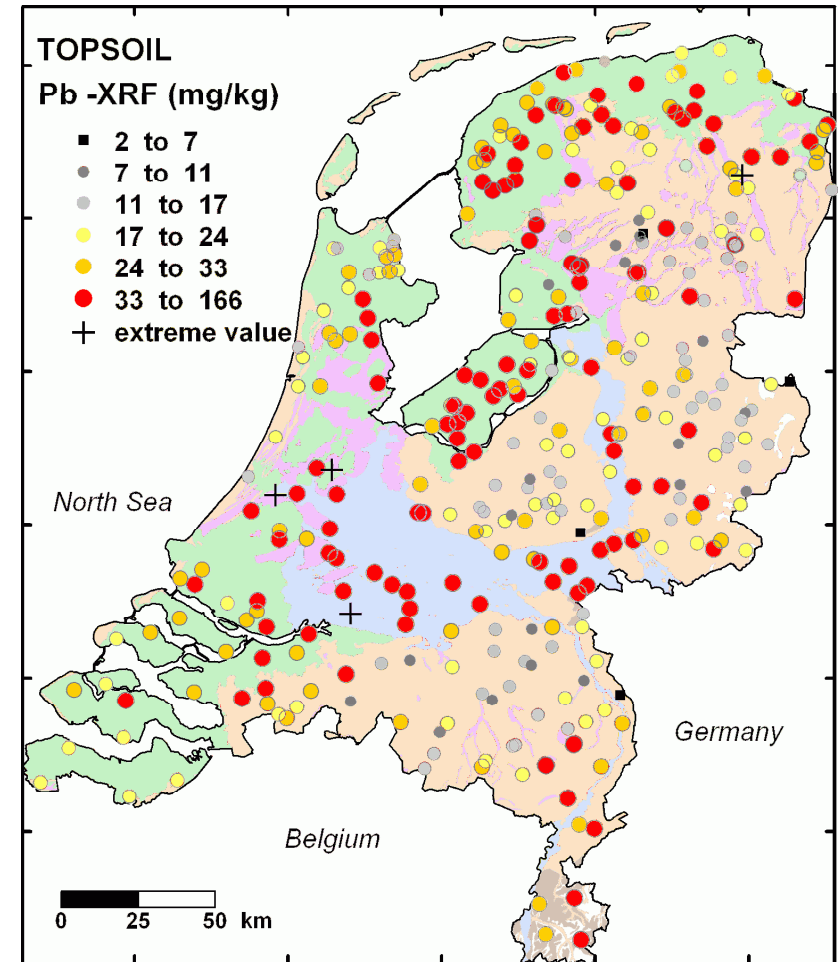 TOPSOIL
Pb -XRF (mg/kg)
2 to 7
7 to 11
11 to 17
17 to 24
24 to 33
33 to 166
extreme value
North Sea
Germany
Belgium
0 25 50 km